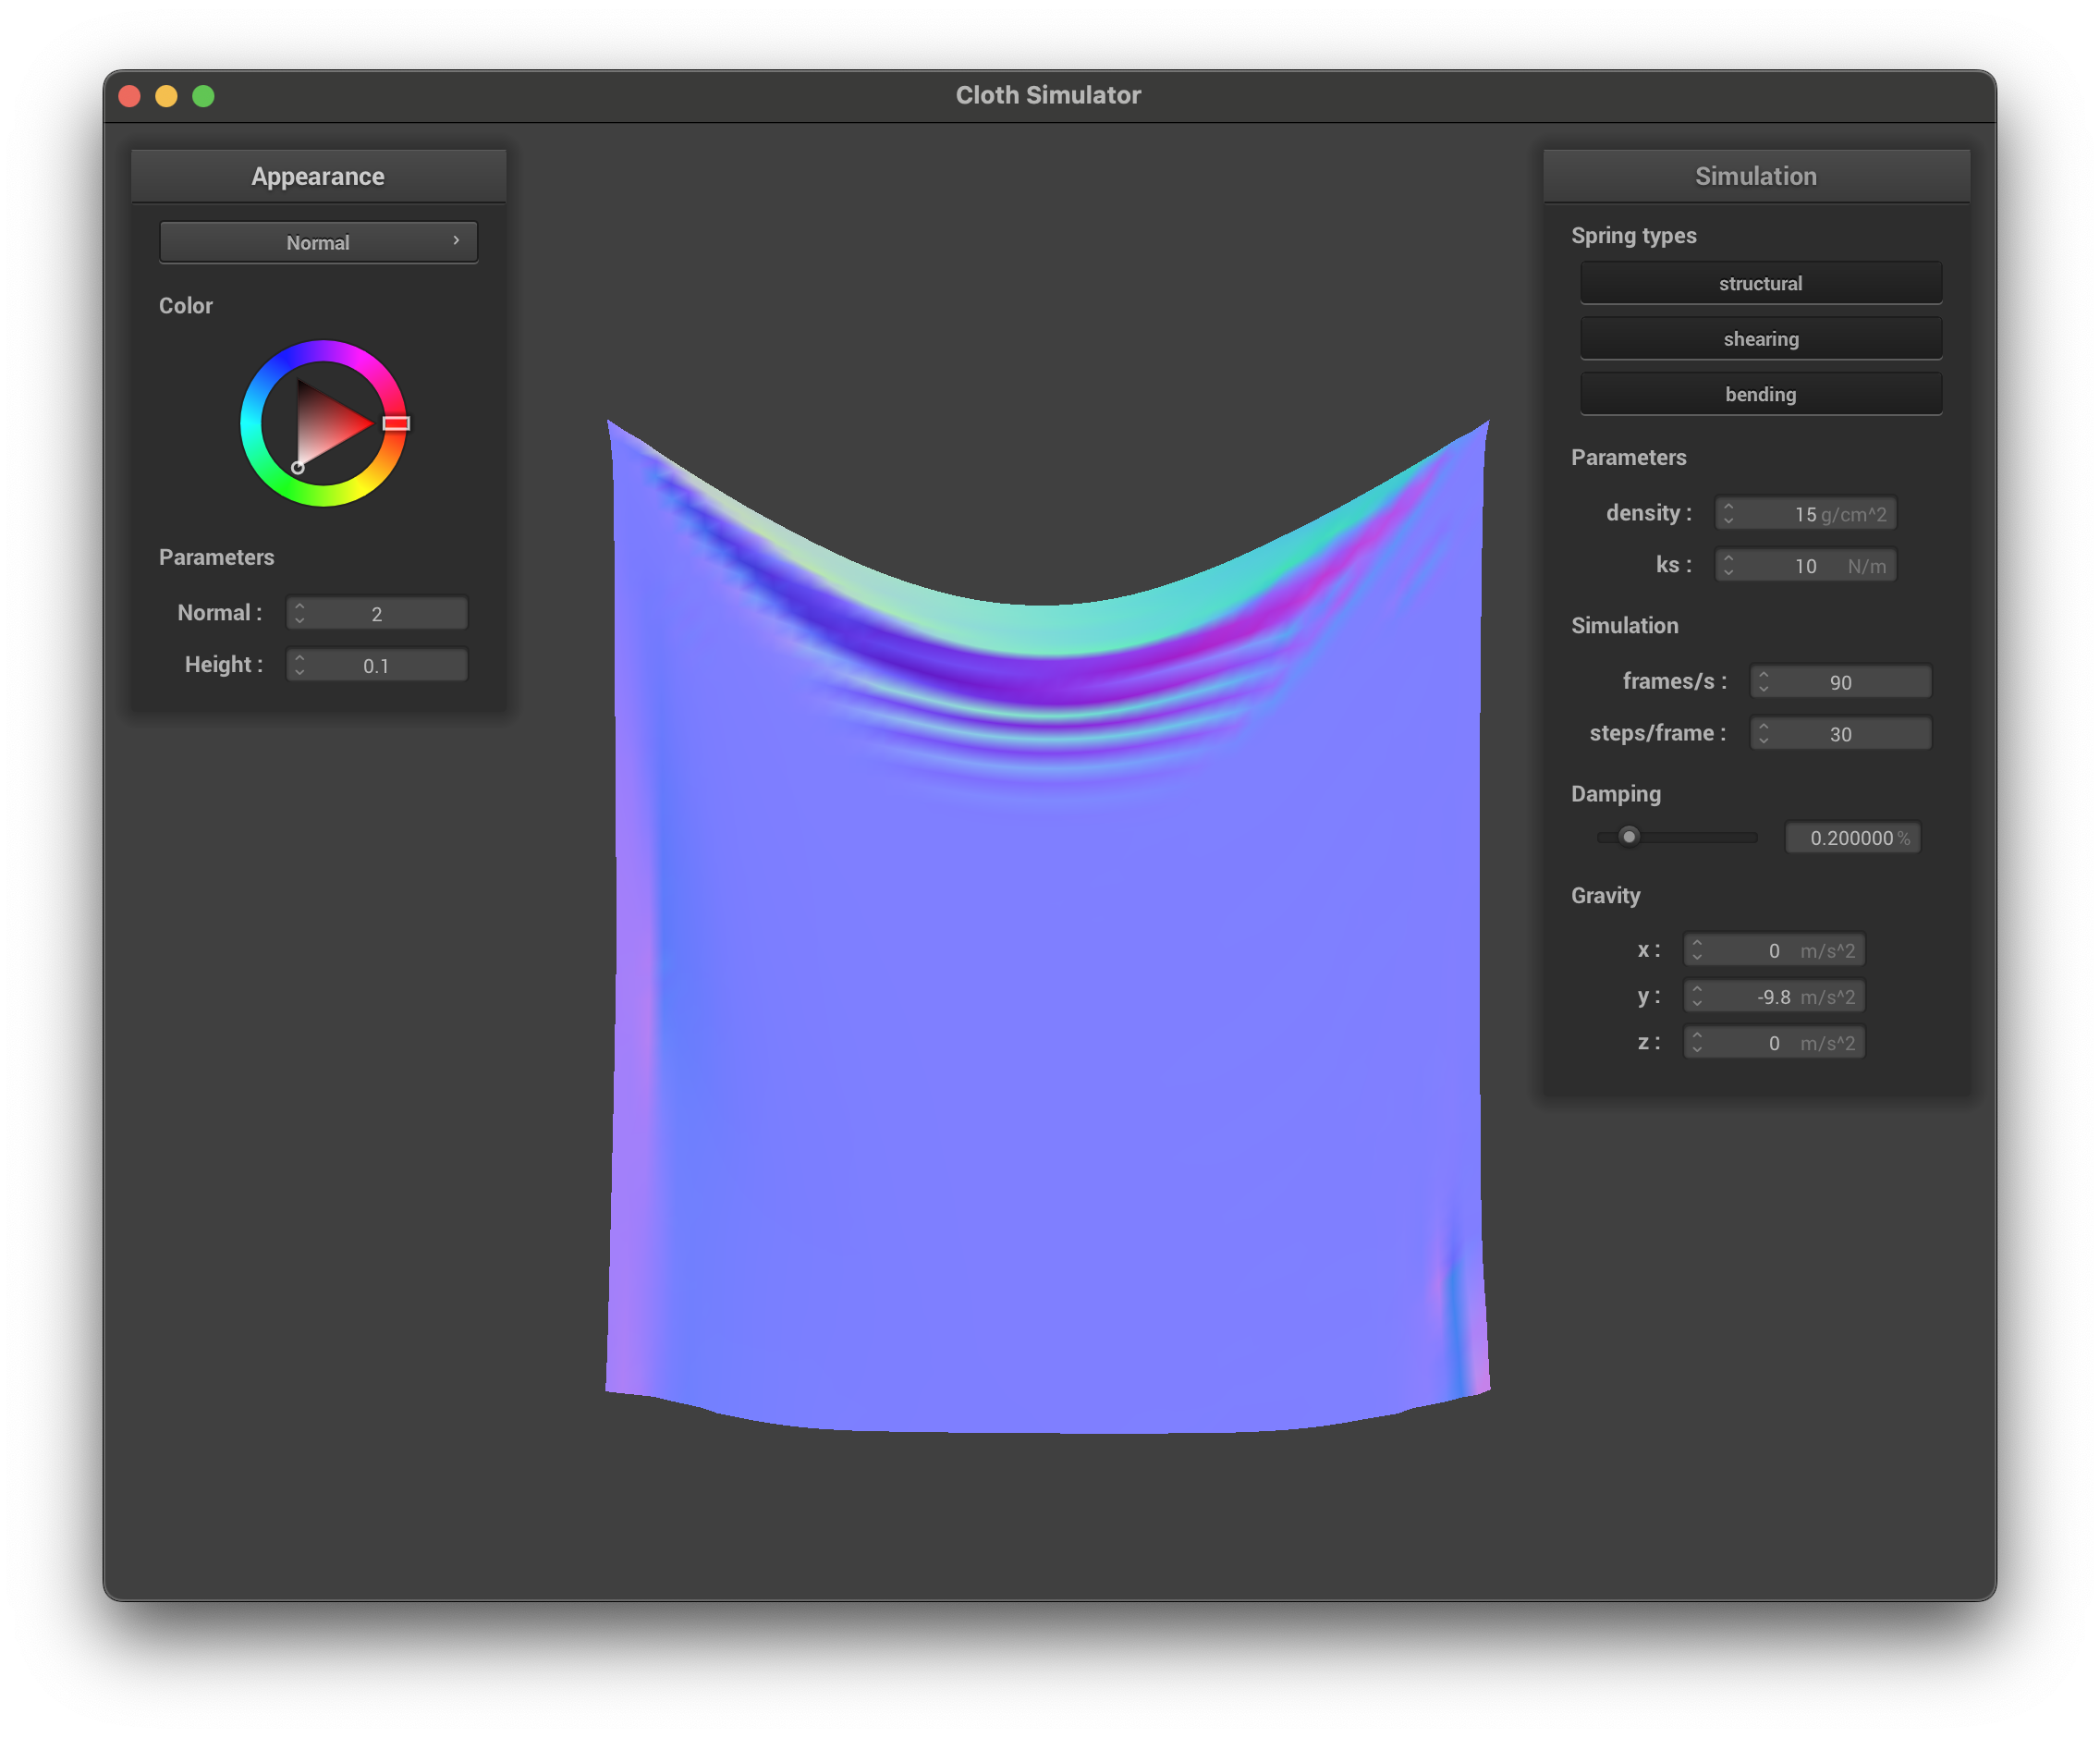 Cloth Simulator
Appearance
Normal
Color
Parameters
Normal : 2
Height : 0.1
Simulation
Spring types
structural
shearing
bending
Parameters
density : 15 g/cm^2
ks : 10 N/m
Simulation
frames/s : 90
steps/frame : 30
Damping
0.200000 %
Gravity
x : 0 m/s^2
y : -9.8 m/s^2
z : 0 m/s^2